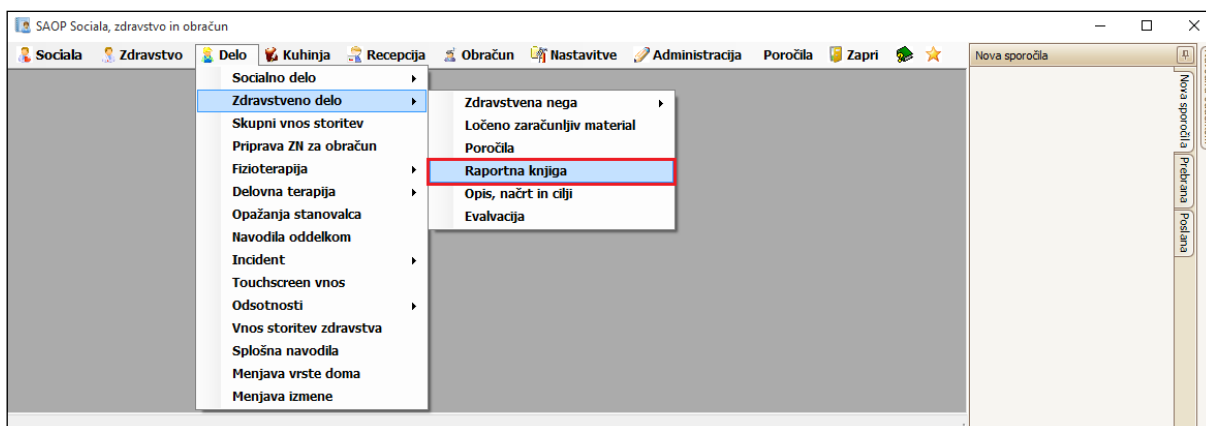 SAOP Sociala, zdravstvo in obračun
Sociala Zdravstvo Delo Kuhinja Recepcija Obračun Nastavitve Administracija Poročila Zapri
Nova sporočila
Socialno delo
Zdravstveno delo
Skupni vnos storitev
Priprava ZN za obračun
Fizioterapija
Delovna terapija
Opažanja stanovalca
Navodila oddelkom
Incident
Touchscreen vnos
Odsotnosti
Vnos storitev zdravstva
Splošna navodila
Menjava vrste doma
Menjava izmene
Zdravstvena nega
Ločeno zaračunljiv material
Poročila
Raportna knjiga
Opis, načrt in cilji
Evalvacija
Nova sporočila
Prebrana
Poslana